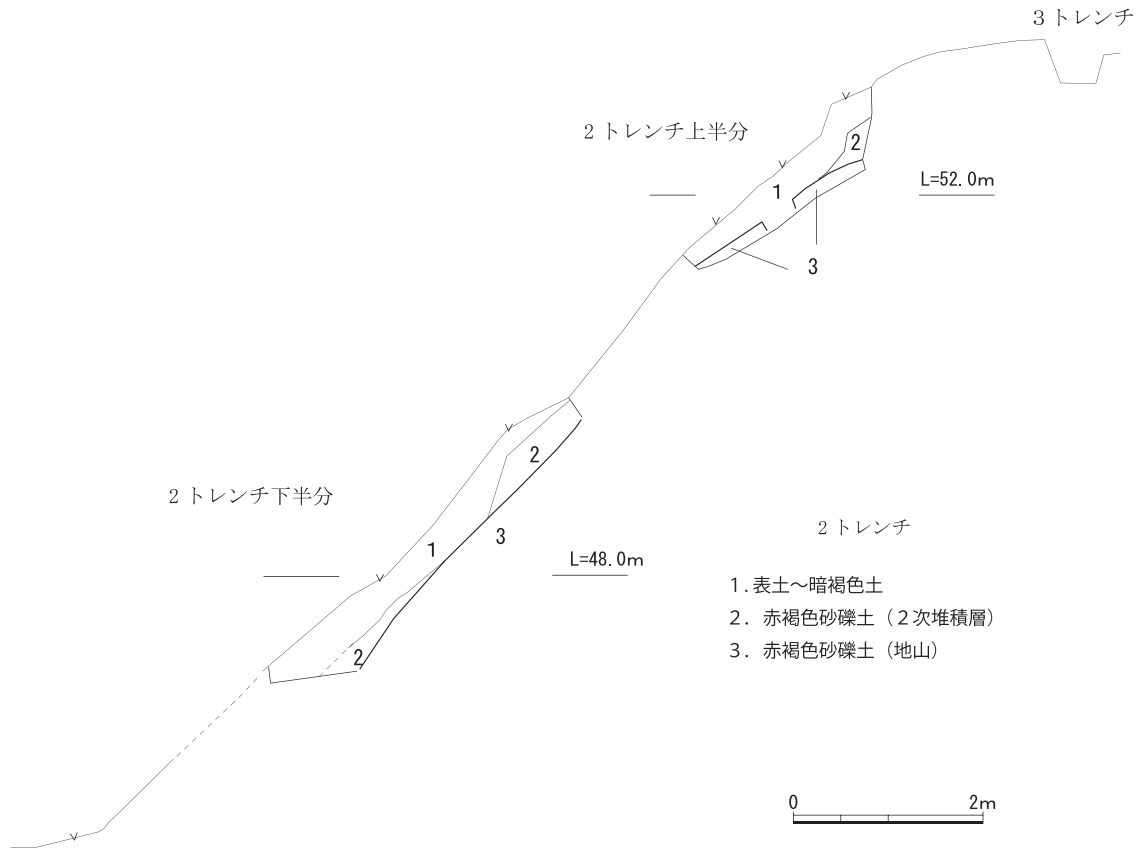 3トレンチ
2トレンチ上半分
2
L=52.0m
1
3
2
2トレンチ下半分
3
1
L=48.0m
2
2トレンチ
1.表土～暗褐色土
2．赤褐色砂礫土（２次堆積層）
3．赤褐色砂礫土（地山）
0 2m